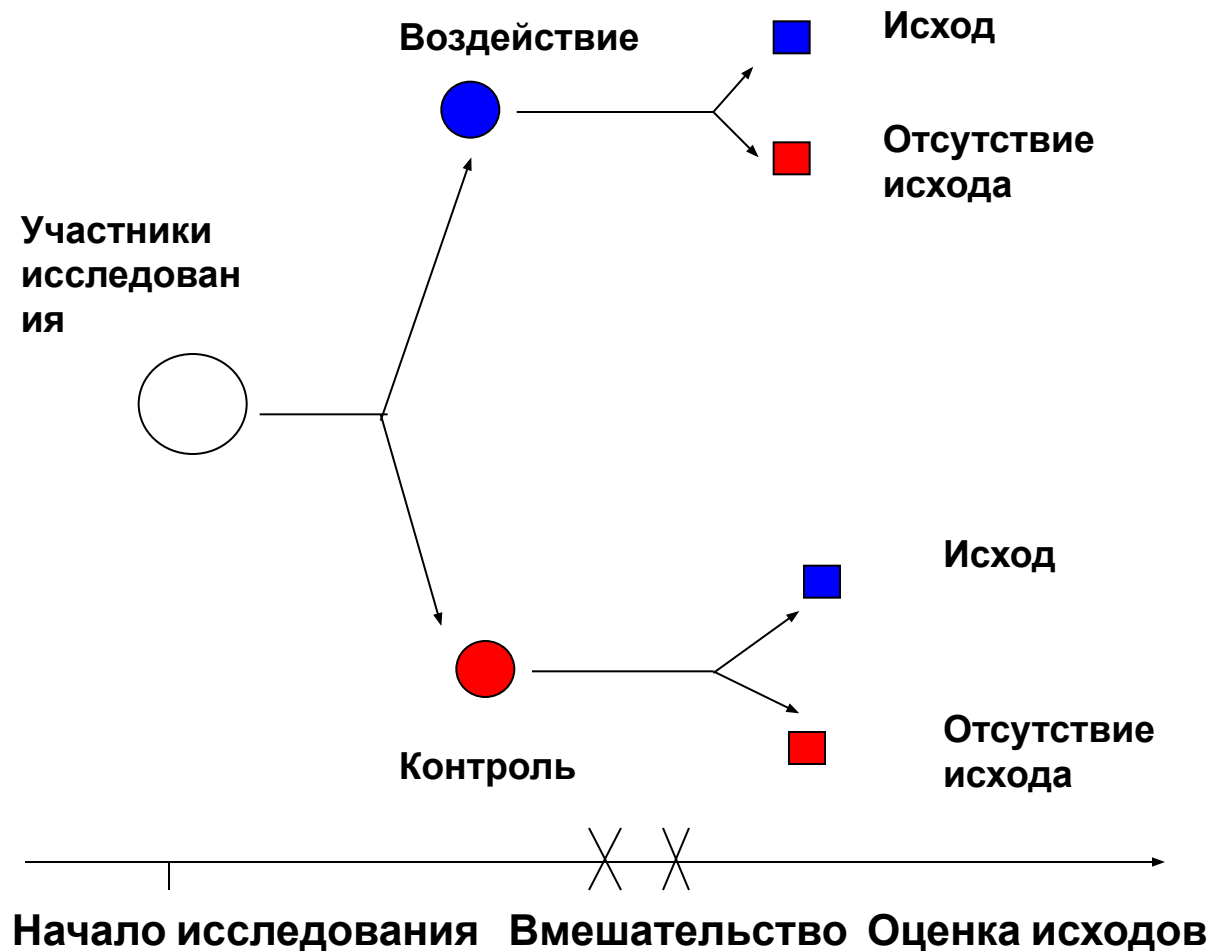 Воздействие
Исход
Отсутствие
исхода
Участники
исследован
ия
Исход
Отсутствие
исхода
Контроль
Начало исследования Вмешательство Оценка исходов